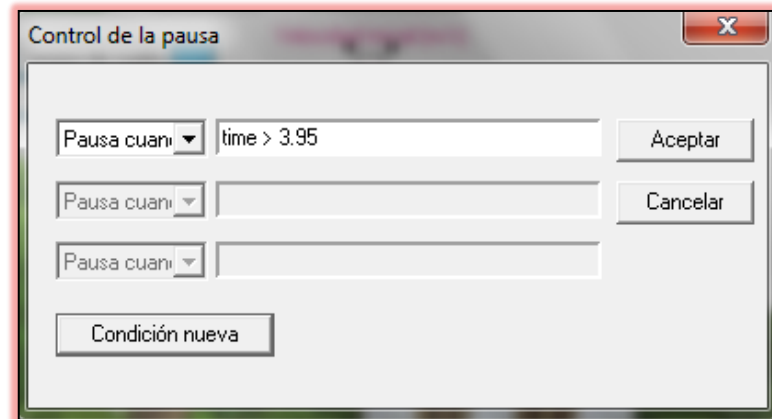 Control de la pausa
Pausa cuan time > 3.95 Aceptar
Pausa cuan Cancelar
Pausa cuan
Condición nueva